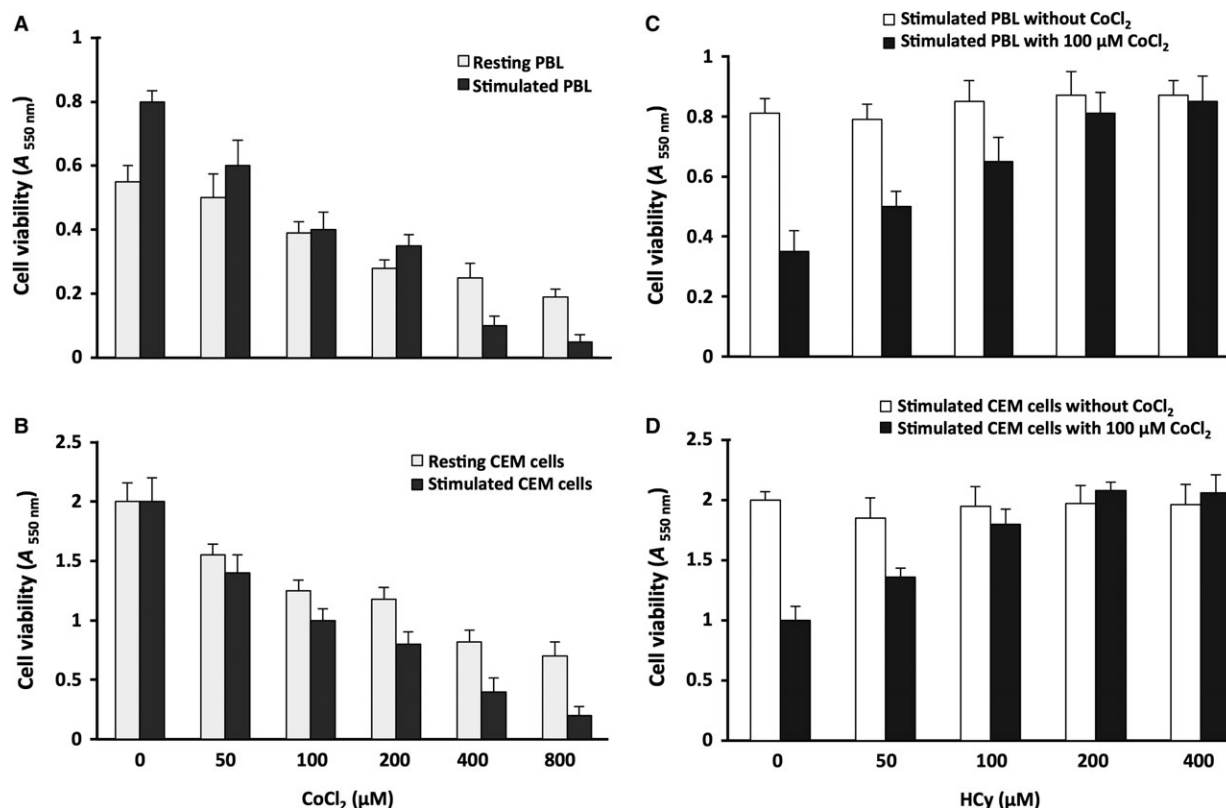 A
Cell viability (A 550 nm)
1
0.8
0.6
0.4
0.2
0
Resting PBL
Stimulated PBL
B
Cell viability (A 550 nm)
2.5
2
1.5
1
0.5
0
Resting CEM cells
Stimulated CEM cells
0 50 100 200 400 800
CoCl₂ (µM)
C
Stimulated PBL without CoCl₂
Stimulated PBL with 100 µM CoCl₂
Cell viability (A 550 nm)
1
0.8
0.6
0.4
0.2
0
D
Stimulated CEM cells without CoCl₂
Stimulated CEM cells with 100 µM CoCl₂
Cell viability (A 550 nm)
2.5
2
1.5
1
0.5
0
0 50 100 200 400
HCy (µM)